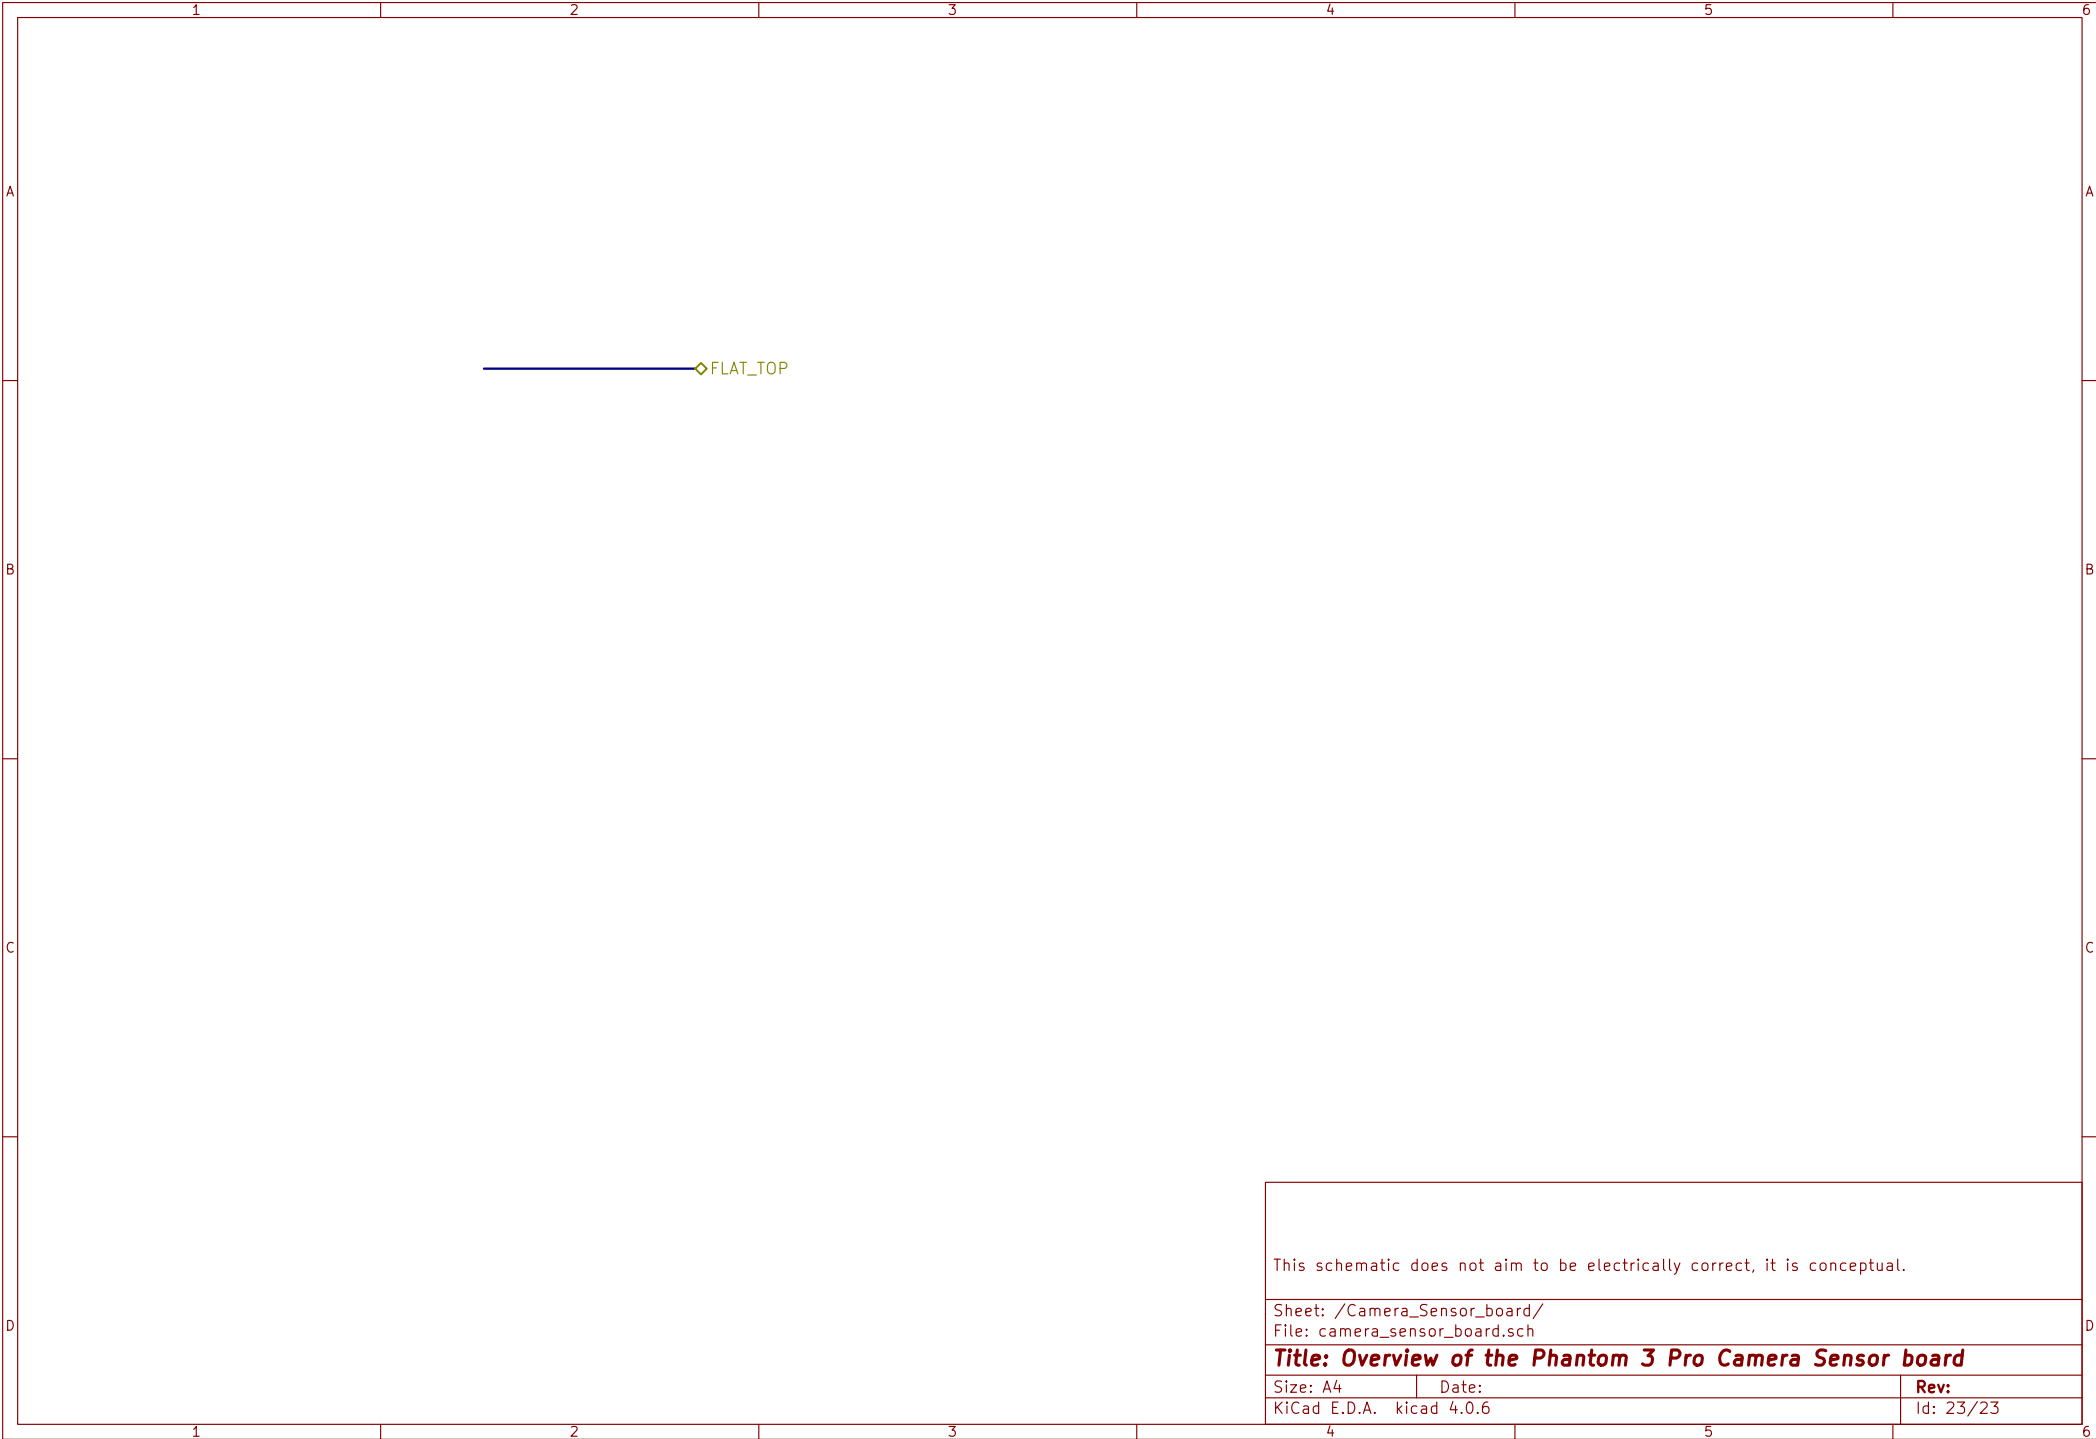 1 2 3 4 5 6
A A
FLAT_TOP
B B
C C
This schematic does not aim to be electrically correct, it is conceptual.
Sheet: /Camera_Sensor_board/
D D
File: camera_sensor_board.sch
Title: Overview of the Phantom 3 Pro Camera Sensor board
Size: A4 Date: Rev:
KiCad E.D.A. kicad 4.0.6 Id: 23/23
1 2 3 4 5 6